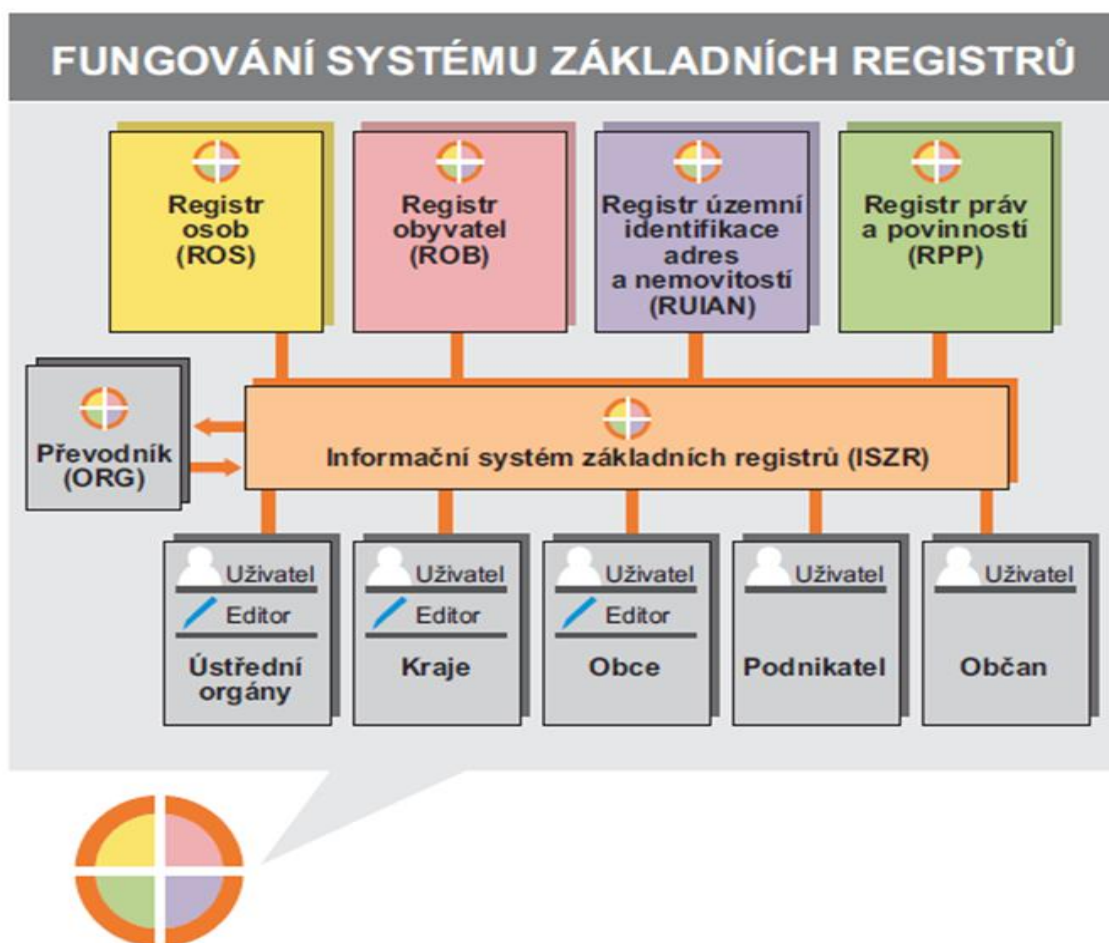 FUNGOVÁNÍ SYSTÉMU ZÁKLADNÍCH REGISTRŮ
Registr
osob
(ROS)
Registr
obyvatel
(ROB)
Registr územní
identifikace
adres
a nemovitostí
(RUIAN)
Registr práv
a povinností
(RPP)
Převodník
(ORG)
Informační systém základních registrů (ISZR)
Uživatel
Editor
Ústřední
orgány
Uživatel
Editor
Kraje
Uživatel
Editor
Obce
Uživatel
Podnikatel
Uživatel
Občan